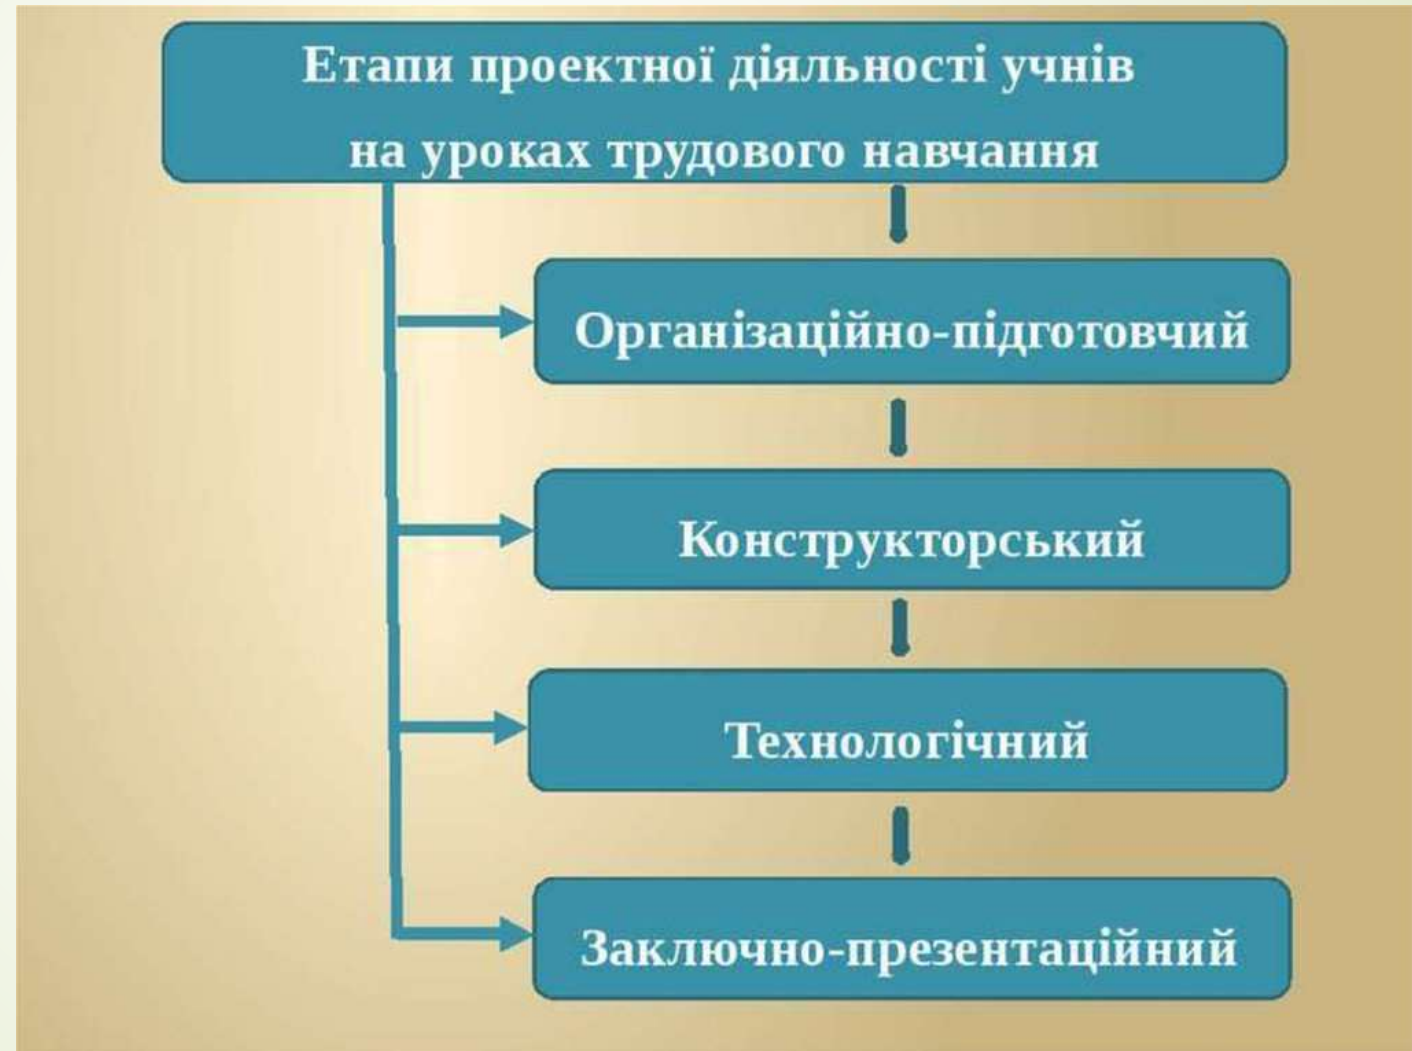 Етапи проектної діяльності учнів
на уроках трудового навчання
Організаційно-підготовчий
Конструкторський
Технологічний
Заключно-презентаційний